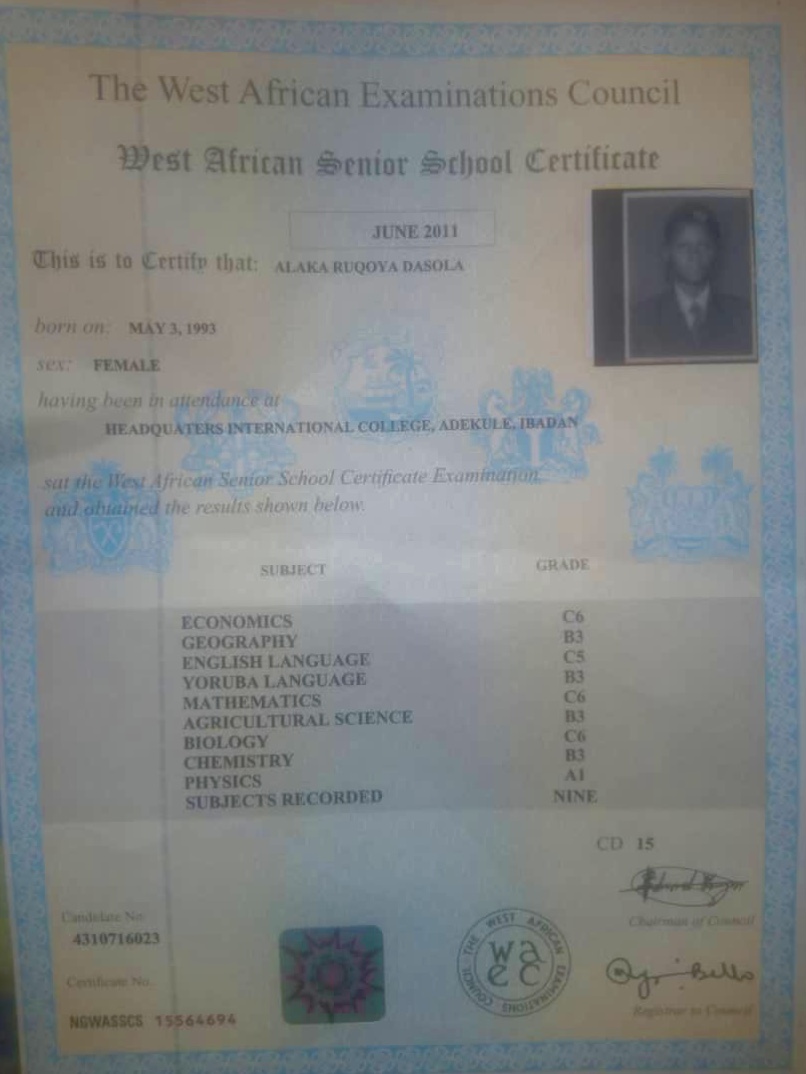 The West African Examinations Council
West African Senior School Certificate
JUNE 2011
This is to Certify that: ALAKA RUQOYA DASOLA
born on: MAY 3, 1993
sex: FEMALE
having been in attendance at
HEADQUATERS INTERNATIONAL COLLEGE, ADEKULE, IBADAN
sat the West African Senior School Certificate Examination
and obtained the results shown below.
SUBJECT GRADE
ECONOMICS C6
GEOGRAPHY B3
ENGLISH LANGUAGE C5
YORUBA LANGUAGE B3
MATHEMATICS C6
AGRICULTURAL SCIENCE B3
BIOLOGY C6
CHEMISTRY B3
PHYSICS A1
SUBJECTS RECORDED NINE
CD 15
Chairman of Council
Candidate No.
4310716023
Certificate No.
NGWASSCS 15564694
THE WEST AFRICAN EXAMINATIONS COUNCIL
waec
Bello
Registrar to Council